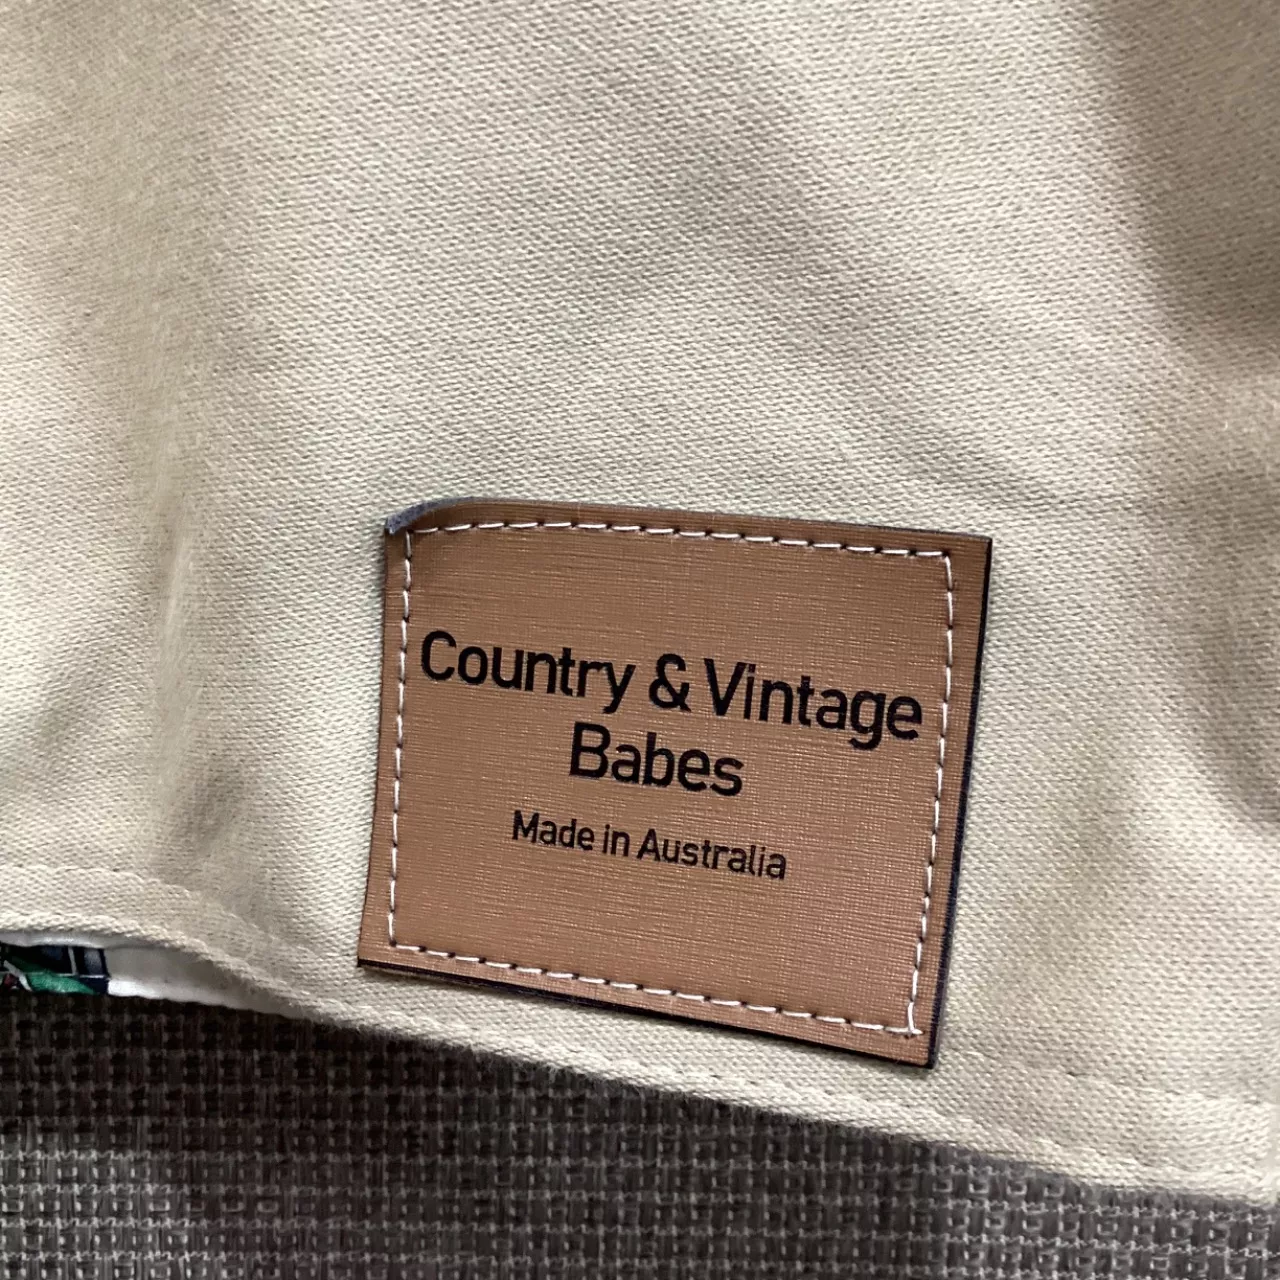 Country & Vintage
Babes
Made in Australia